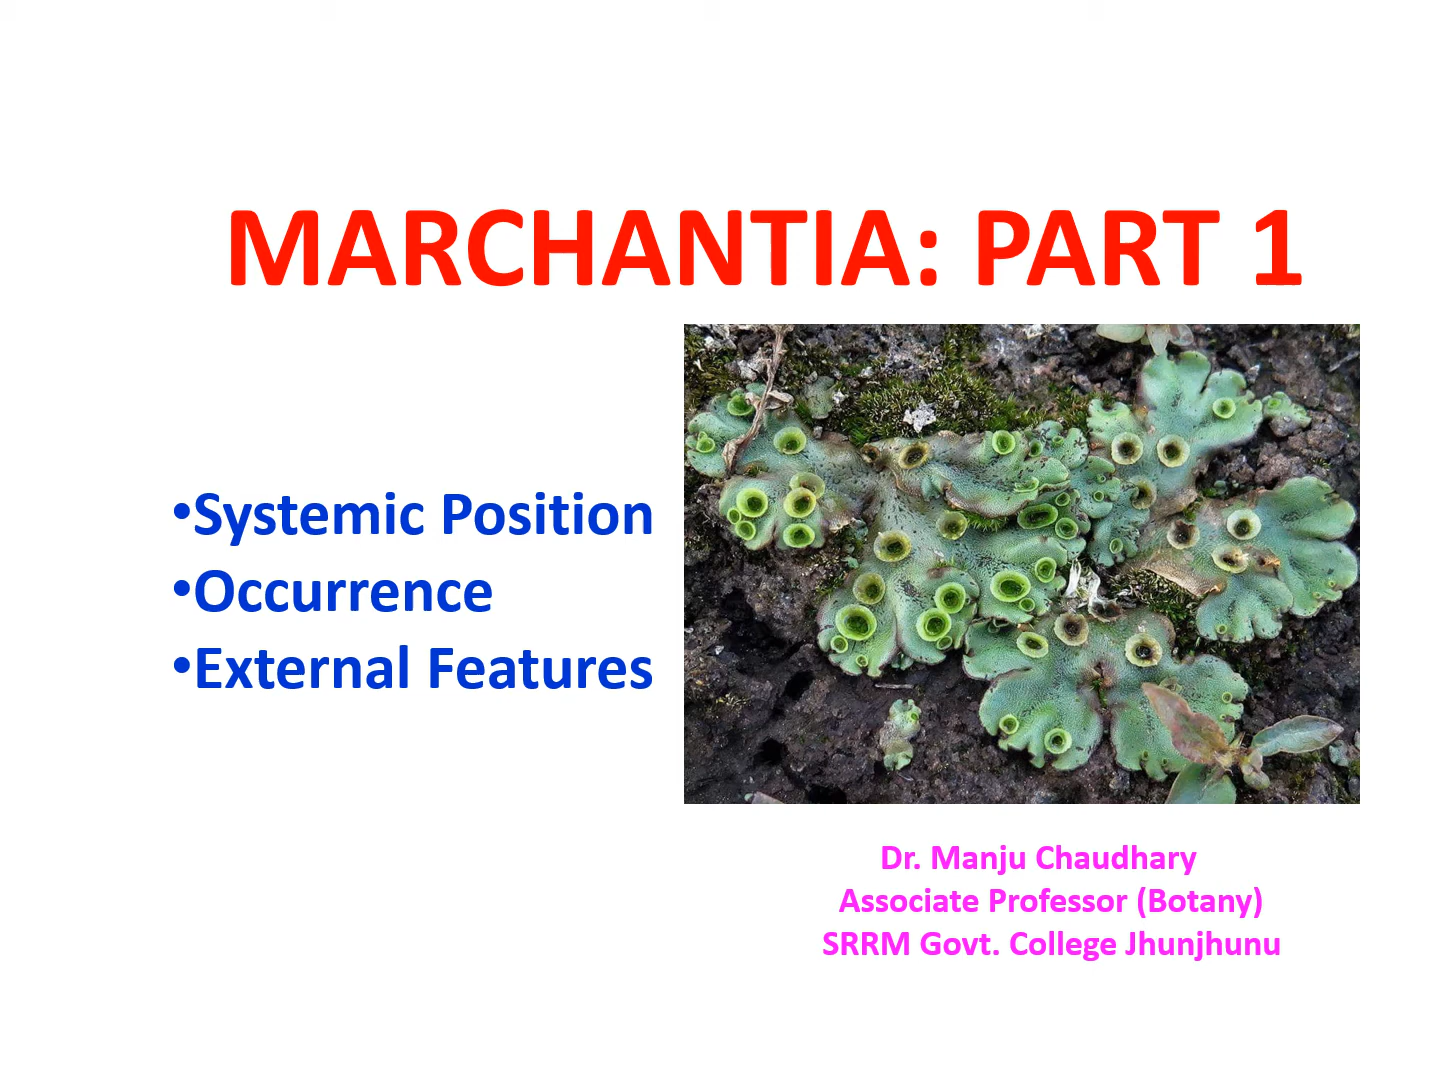 MARCHANTIA: PART 1
•Systemic Position
•Occurrence
•External Features
Dr. Manju Chaudhary
Associate Professor (Botany)
SRRM Govt. College Jhunjhunu